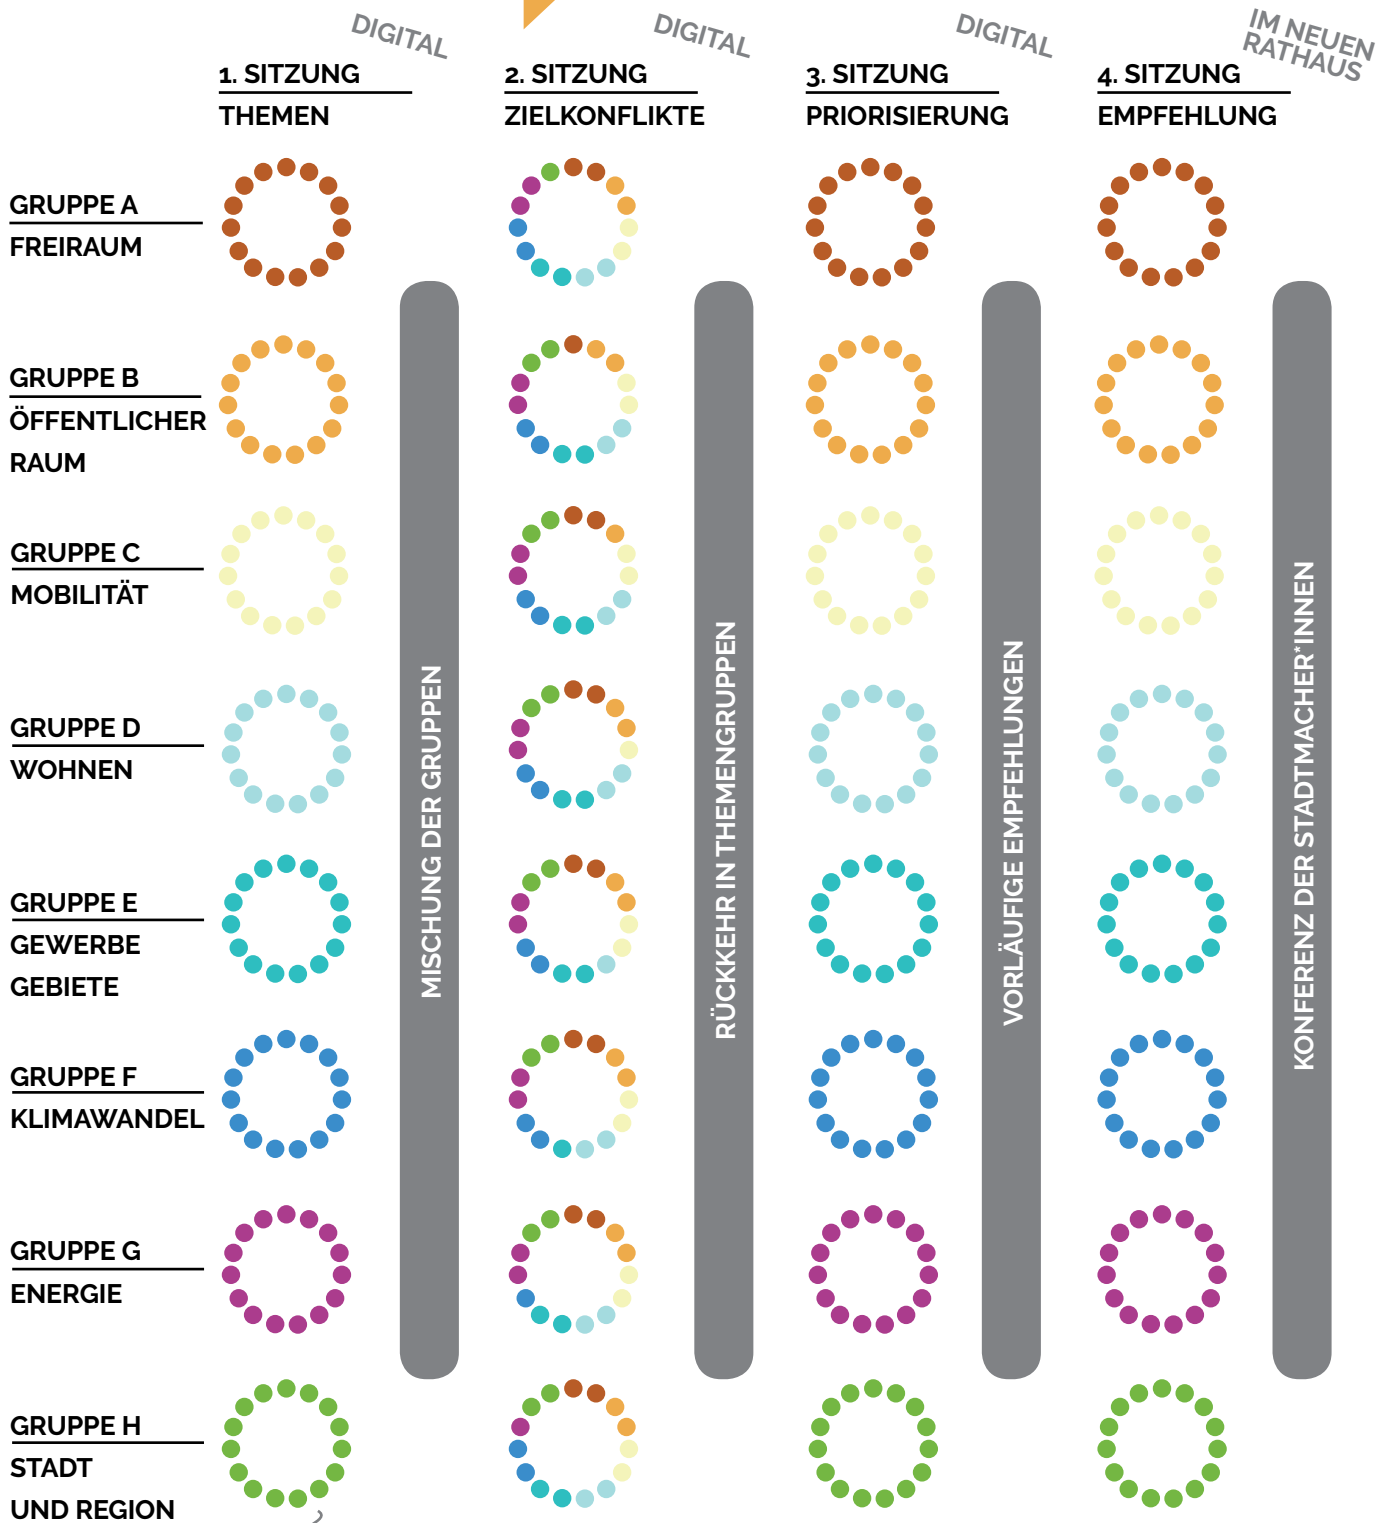 DIGITAL
DIGITAL
DIGITAL
IM NEUEN
RATHAUS
1. SITZUNG
THEMEN
2. SITZUNG
ZIELKONFLIKTE
3. SITZUNG
PRIORISIERUNG
4. SITZUNG
EMPFEHLUNG
GRUPPE A
FREIRAUM
GRUPPE B
ÖFFENTLICHER
RAUM
GRUPPE C
MOBILITÄT
GRUPPE D
WOHNEN
GRUPPE E
GEWERBE
GEBIETE
GRUPPE F
KLIMAWANDEL
GRUPPE G
ENERGIE
GRUPPE H
STADT
UND REGION
MISCHUNG DER GRUPPEN
RÜCKKEHR IN THEMENGRUPPEN
VORLÄUFIGE EMPFEHLUNGEN
KONFERENZ DER STADTMACHER*INNEN